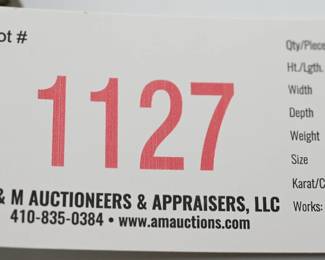 ot #
1127
& M AUCTIONEERS & APPRAISERS, LLC
410-835-0384 • www.amauctions.com
Qty/Piece
Ht./Lgth.
Width
Depth
Weight
Size
Karat/C
Works: